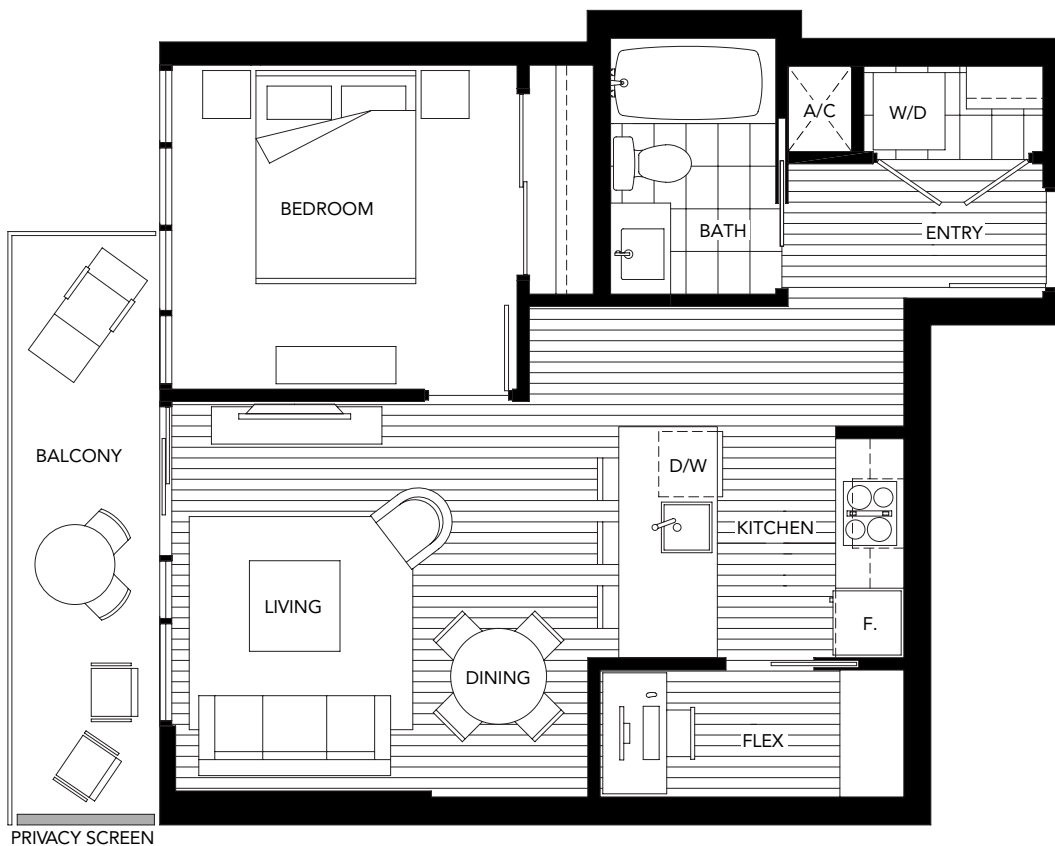 A/C
W/D
BEDROOM
BATH
ENTRY
BALCONY
D/W
KITCHEN
LIVING
F.
DINING
FLEX
PRIVACY SCREEN